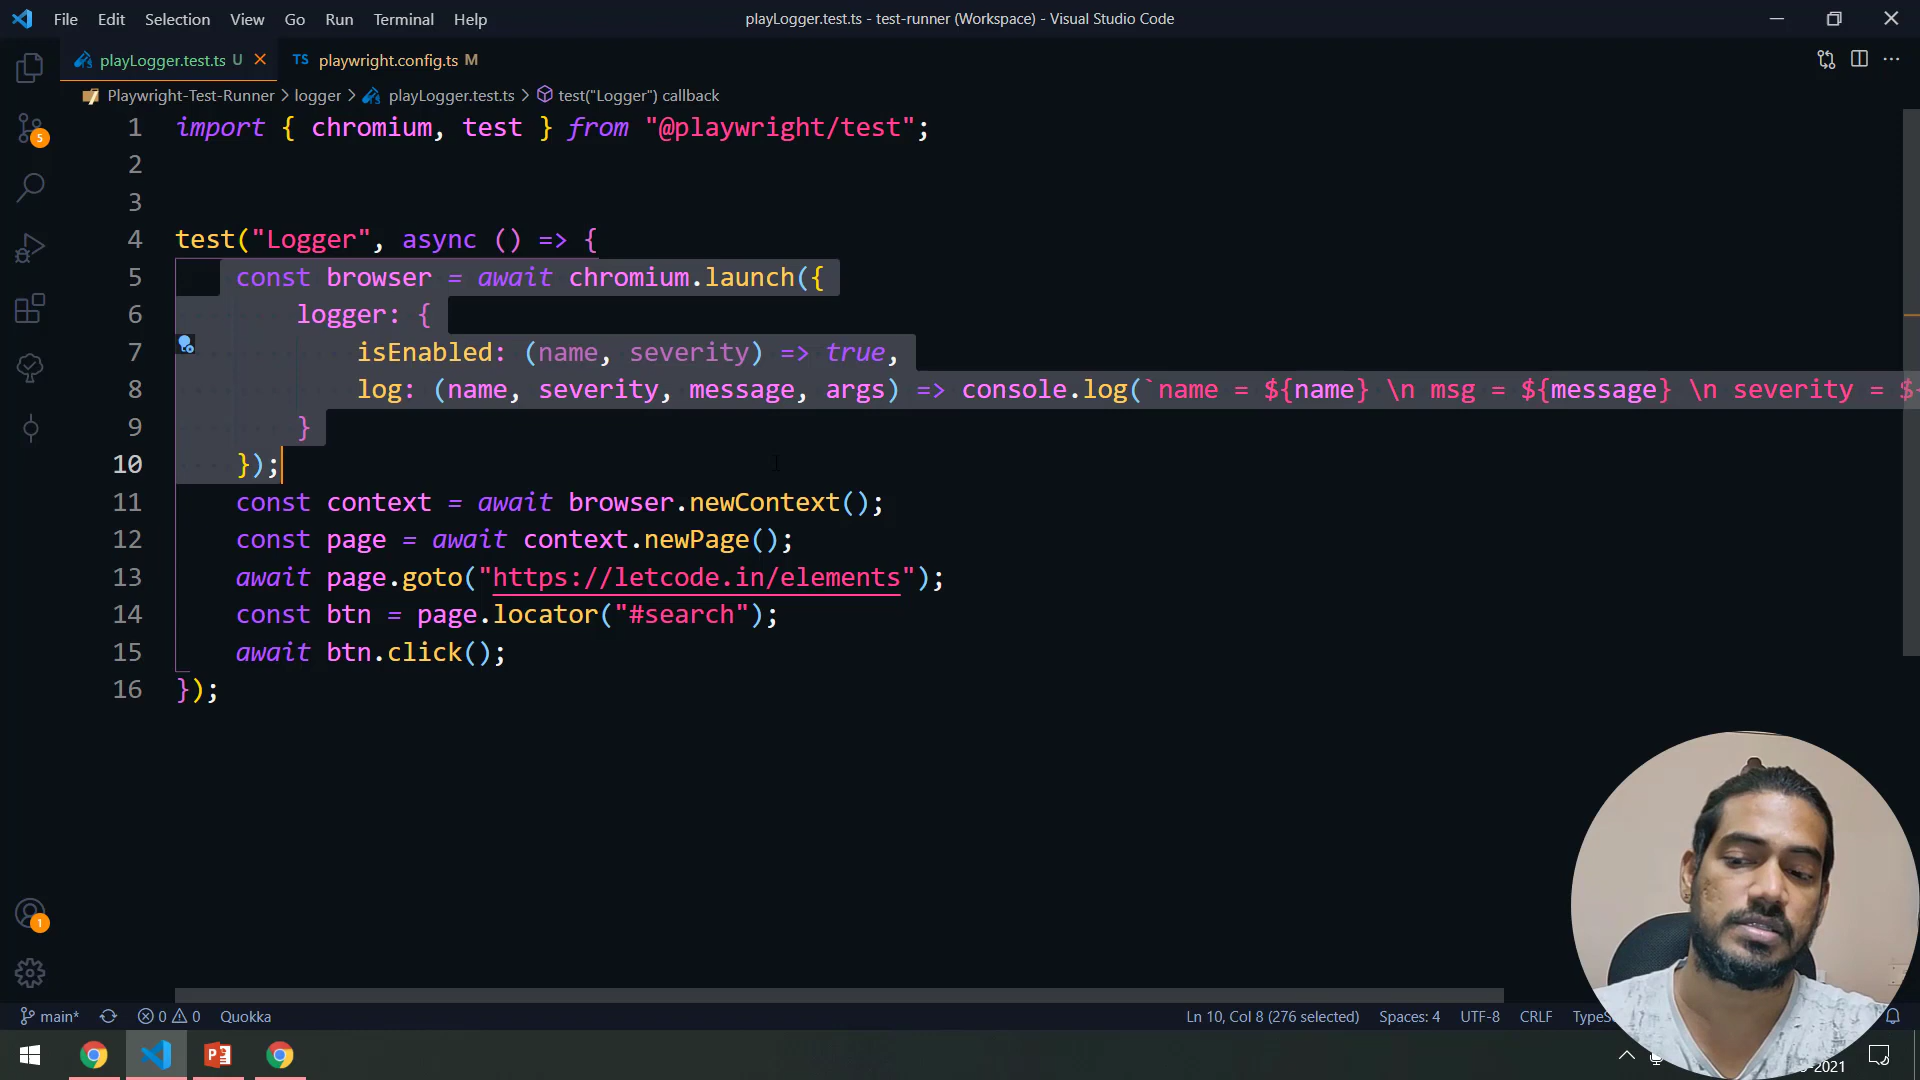 File Edit Selection View Go Run Terminal Help
playLogger.test.ts - test-runner (Workspace) - Visual Studio Code
playLogger.test.ts U
TS playwright.config.ts M
Playwright-Test-Runner > logger > playLogger.test.ts > test("Logger") callback
5
1 import { chromium, test } from "@playwright/test";
2
3
4 test("Logger", async () => {
5 const browser = await chromium.launch({
6 logger: {
7 isEnabled: (name, severity) => true,
8 log: (name, severity, message, args) => console.log(`name = ${name} \n msg = ${message} \n severity = $
9 }
10 });
11 const context = await browser.newContext();
12 const page = await context.newPage();
13 await page.goto("https://letcode.in/elements");
14 const btn = page.locator("#search");
15 await btn.click();
16 });
1
main* 0 0 Quokka
Ln 10, Col 8 (276 selected) Spaces: 4 UTF-8 CRLF
-2021